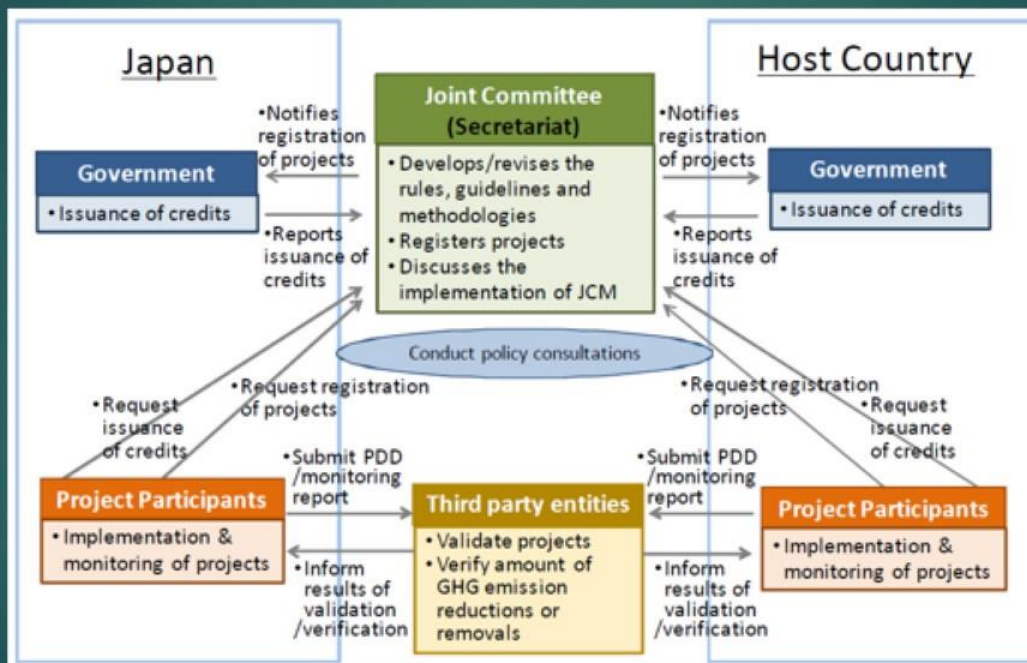 Japan
Host Country
Joint Committee
(Secretariat)
• Develops/revises the
rules, guidelines and
methodologies
• Registers projects
• Discusses the
implementation of JCM
•Notifies
registration
of projects
•Notifies
registration
of projects
Government
• Issuance of credits
Government
• Issuance of credits
•Reports
issuance of
credits
•Reports
issuance of
credits
Conduct policy consultations
•Request registration
of projects
•Request
issuance
of credits
•Request registration
of projects
•Request
issuance
of credits
•Submit PDD
/monitoring
report
•Submit PDD
/monitoring
report
Project Participants
• Implementation &
monitoring of projects
Third party entities
• Validate projects
• Verify amount of
GHG emission
reductions or
removals
Project Participants
• Implementation &
monitoring of projects
•Inform
results of
validation
/verification
•Inform
results of
validation
/verification